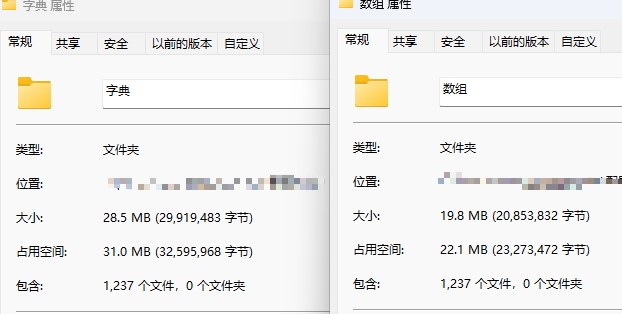 字典 属性
常规 共享 安全 以前的版本 自定义
字典
类型: 文件夹
位置:
大小: 28.5 MB (29,919,483 字节)
占用空间: 31.0 MB (32,595,968 字节)
包含: 1,237 个文件，0 个文件夹
数组 属性
常规 共享 安全 以前的版本 自定义
数组
类型: 文件夹
位置:
大小: 19.8 MB (20,853,832 字节)
占用空间: 22.1 MB (23,273,472 字节)
包含: 1,237 个文件，0 个文件夹